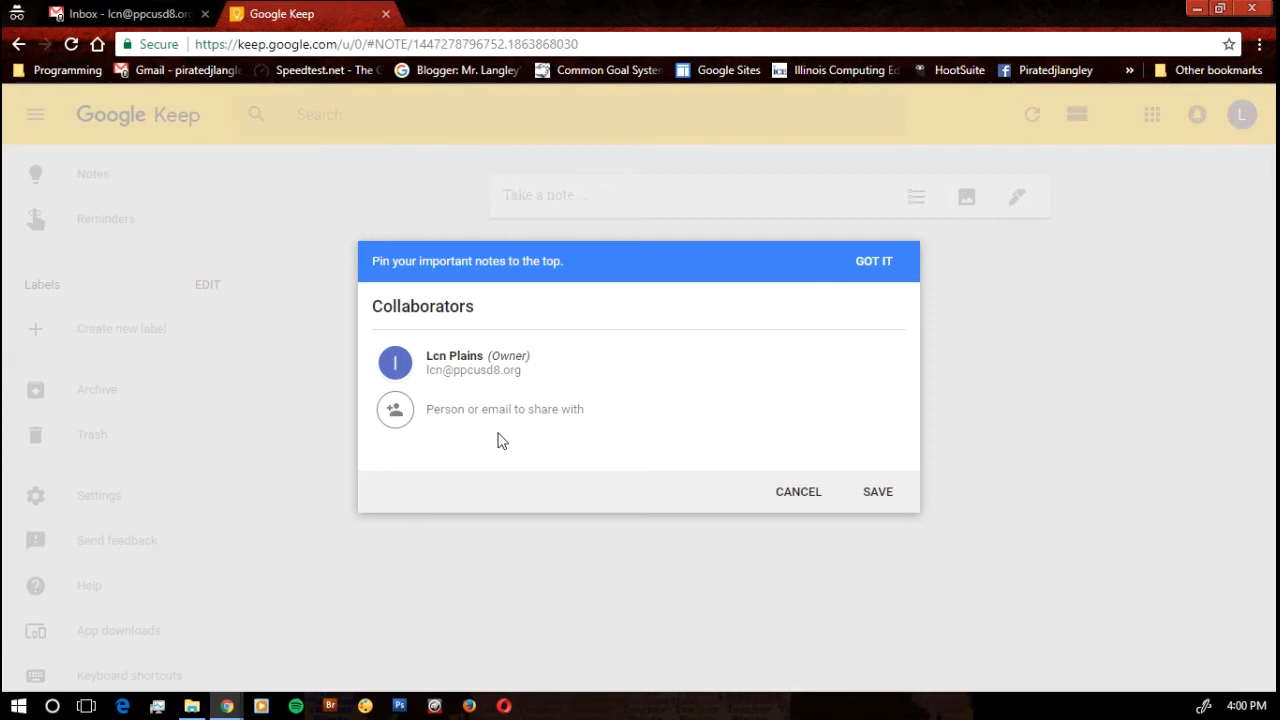 Inbox - lcn@ppcusd8.org
Google Keep
Secure
https://keep.google.com/u/0/#NOTE/1447278796752.1863868030
Programming
Gmail - piratedjlangle
Speedtest.net - The G
Blogger: Mr. Langley'
Common Goal System
Google Sites
Illinois Computing Ed
HootSuite
Piratedjlangley
»
Other bookmarks
Google Keep
Search
L
Notes
Take a note...
Reminders
Pin your important notes to the top.
GOT IT
Labels
EDIT
Collaborators
Create new label
Lcn Plains (Owner)
lcn@ppcusd8.org
Archive
Person or email to share with
Trash
CANCEL
SAVE
Settings
Send feedback
Help
App downloads
Keyboard shortcuts
Br
Ps
4:00 PM